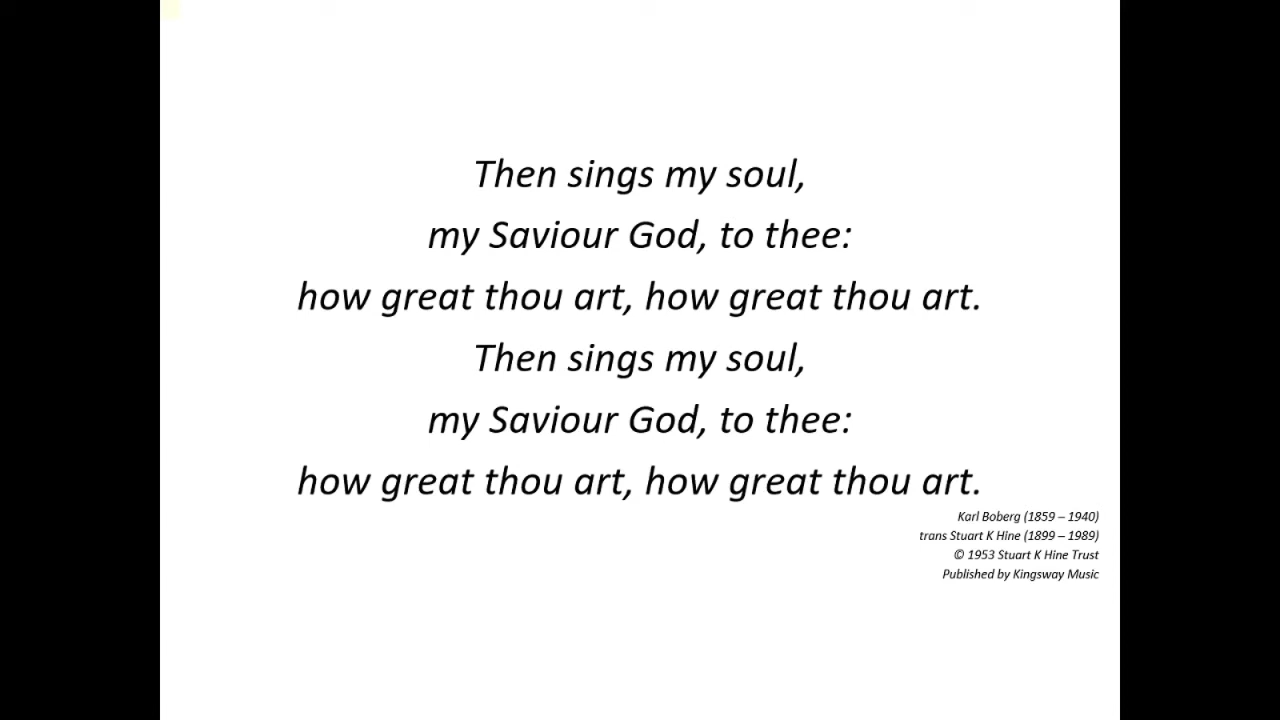 Then sings my soul,
my Saviour God, to thee:
how great thou art, how great thou art.
Then sings my soul,
my Saviour God, to thee:
how great thou art, how great thou art.
Karl Boberg (1859 – 1940)
trans Stuart K Hine (1899 – 1989)
© 1953 Stuart K Hine Trust
Published by Kingsway Music